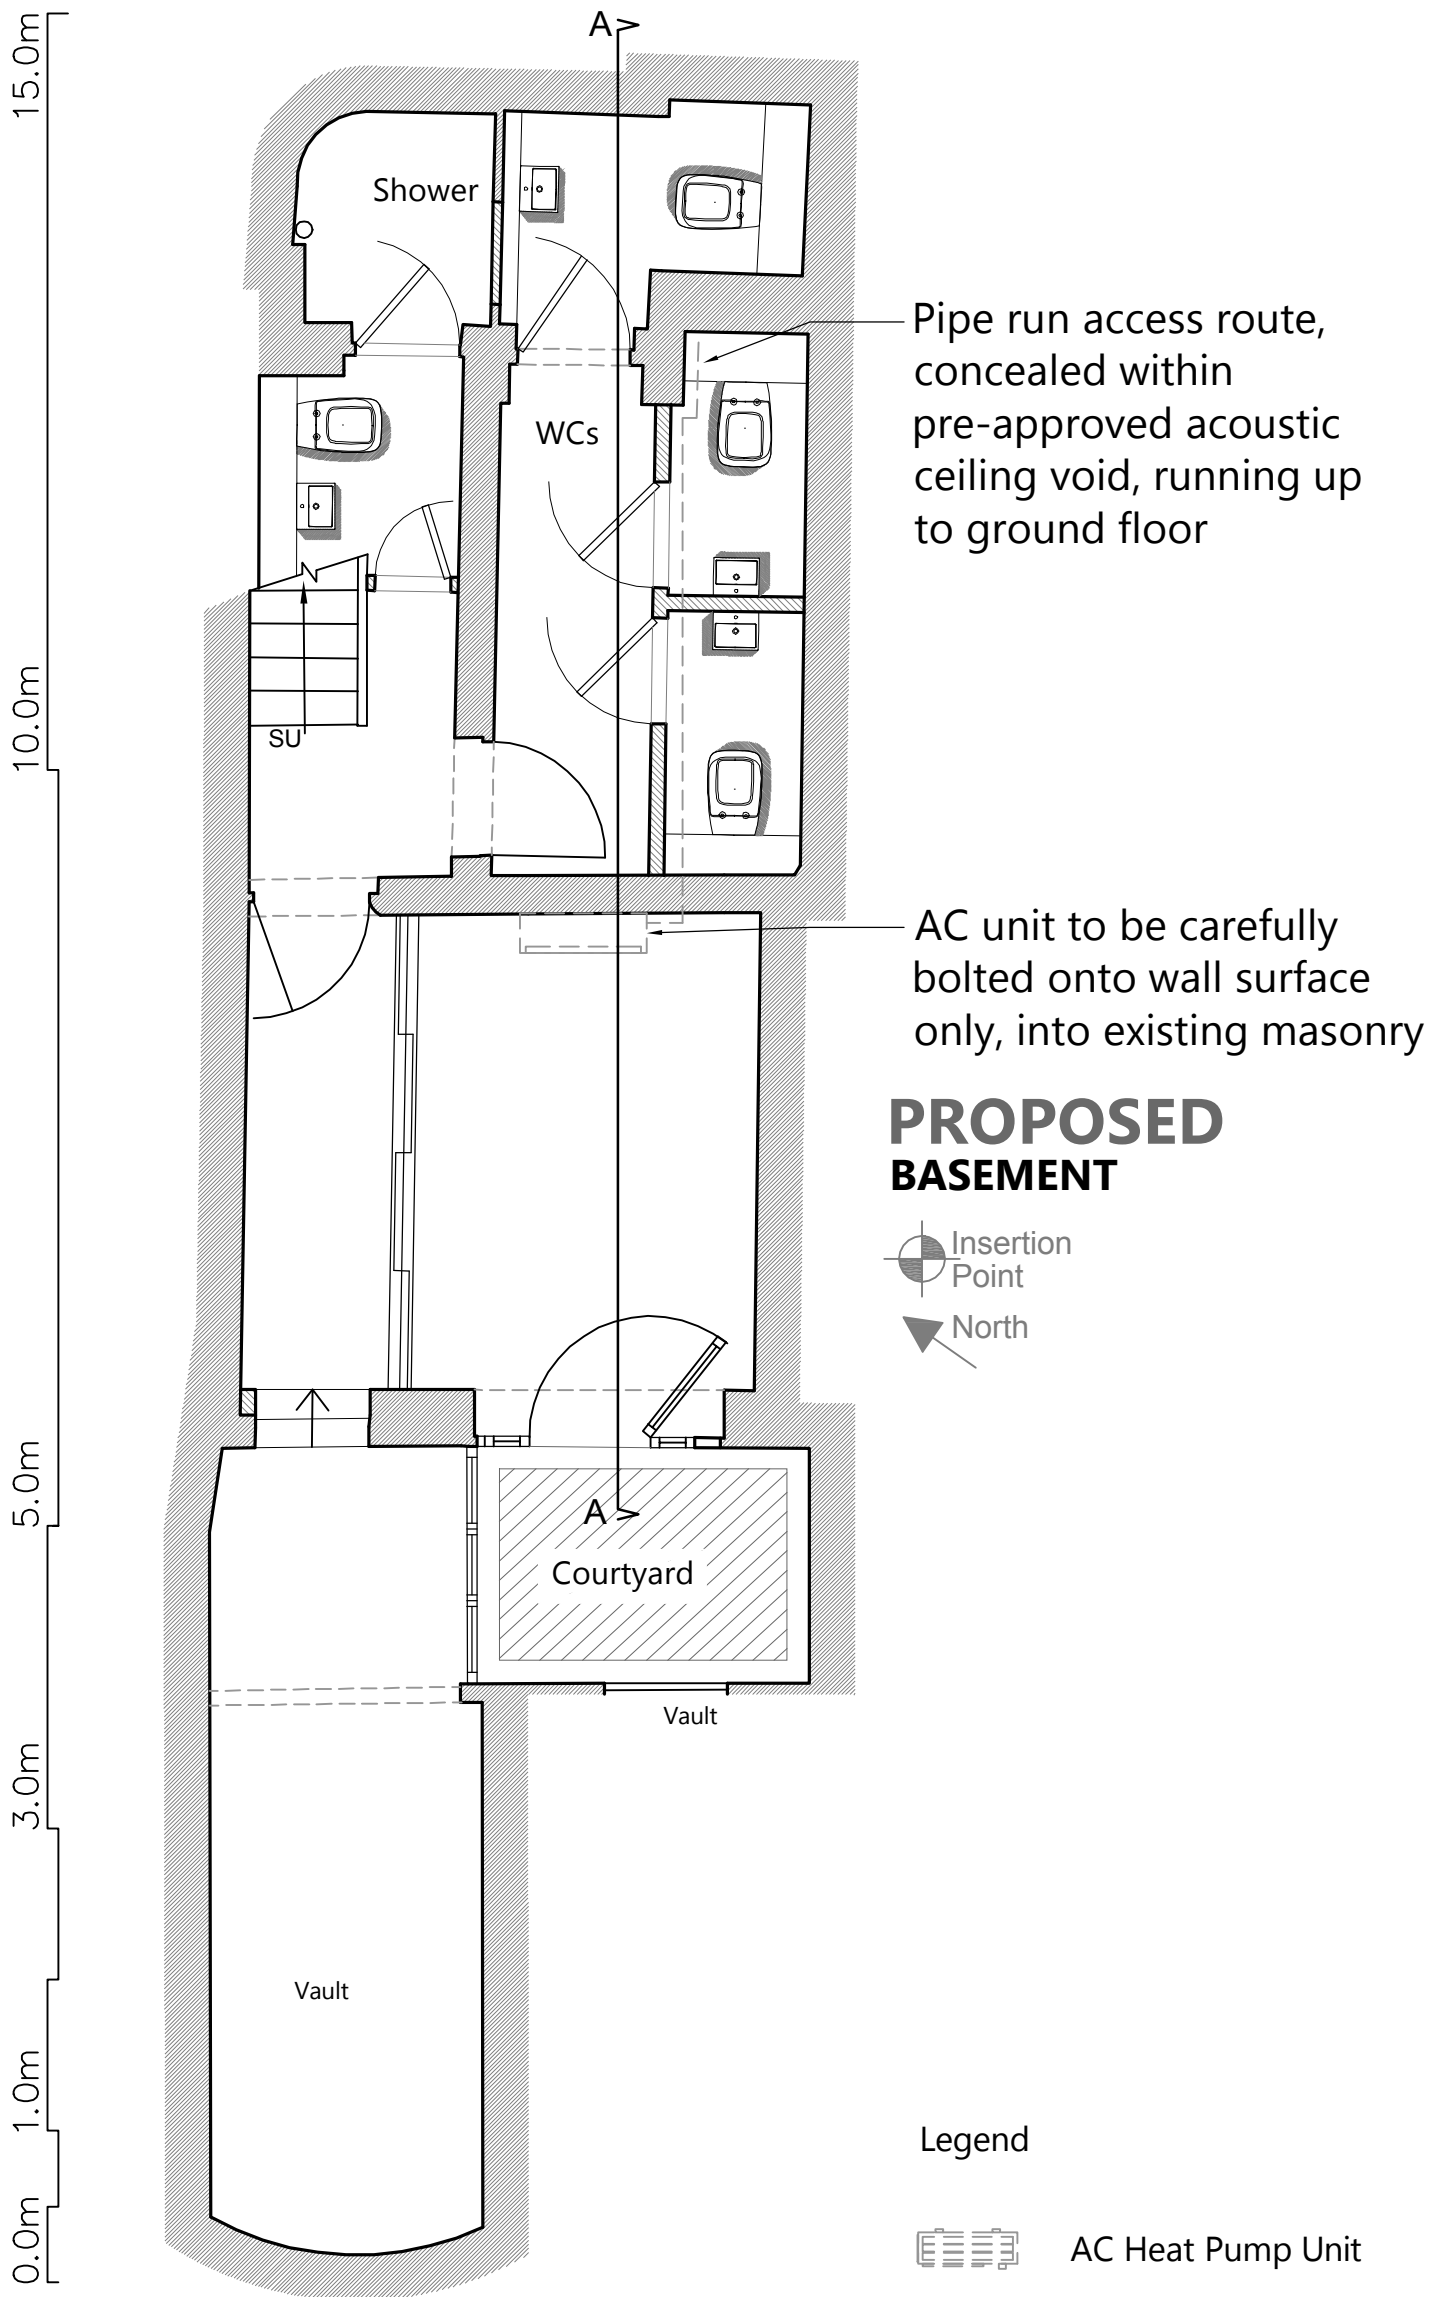 A
15.0m
Shower
Pipe run access route,
concealed within
pre-approved acoustic
ceiling void, running up
to ground floor
WCs
10.0m
SU
AC unit to be carefully
bolted onto wall surface
only, into existing masonry
PROPOSED
BASEMENT
Insertion
Point
North
5.0m
A
Courtyard
Vault
3.0m
Vault
1.0m
Legend
0.0m
AC Heat Pump Unit